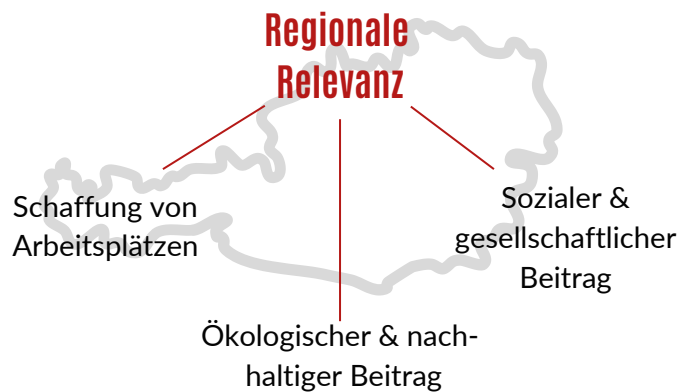 Regionale
Relevanz
Schaffung von
Arbeitsplätzen
Sozialer &
gesellschaftlicher
Beitrag
Ökologischer & nach-
haltiger Beitrag